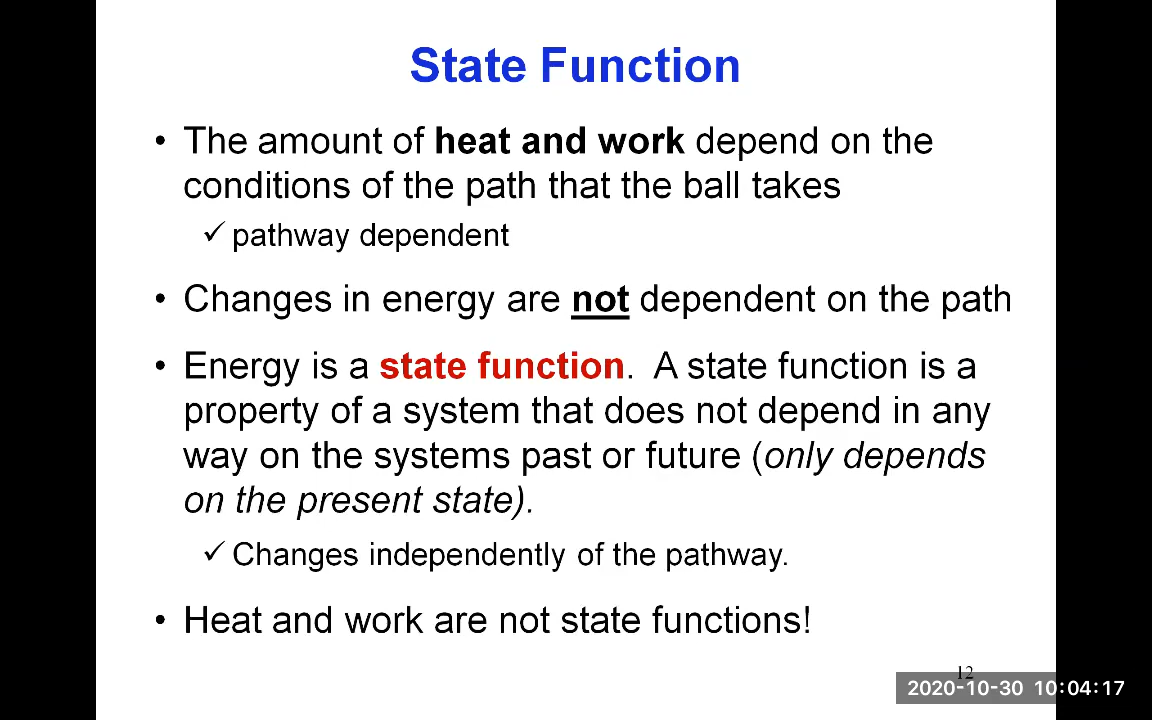 State Function
• The amount of heat and work depend on the
conditions of the path that the ball takes
✓ pathway dependent
• Changes in energy are not dependent on the path
• Energy is a state function. A state function is a
property of a system that does not depend in any
way on the systems past or future (only depends
on the present state).
✓ Changes independently of the pathway.
• Heat and work are not state functions!
12
2020-10-30 10:04:17